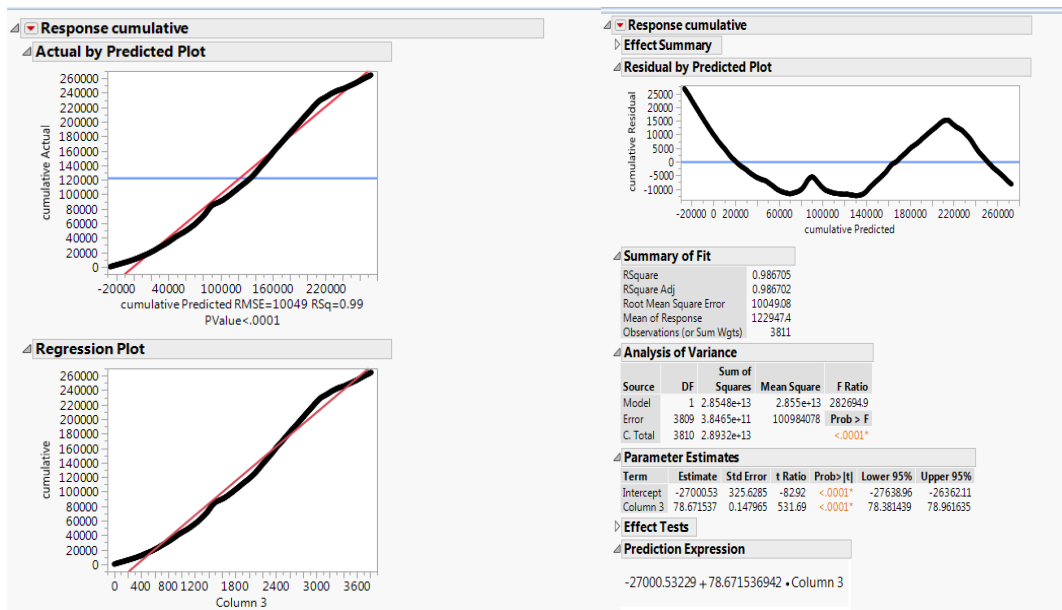 Response cumulative
Actual by Predicted Plot
260000
240000
220000
200000
180000
160000
140000
120000
100000
80000
60000
40000
20000
0
cumulative Actual
-20000 40000 100000 160000 220000
cumulative Predicted RMSE=10049 RSq=0.99
PValue<.0001
Regression Plot
260000
240000
220000
200000
180000
160000
140000
120000
100000
80000
60000
40000
20000
0
cumulative
0 400 800 1200 1800 2400 3000 3600
Column 3
Response cumulative
Effect Summary
Residual by Predicted Plot
25000
20000
15000
10000
5000
0
-5000
-10000
cumulative Residual
-20000 0 20000 60000 100000 140000 180000 220000 260000
cumulative Predicted
Summary of Fit
RSquare 0.986705
RSquare Adj 0.986702
Root Mean Square Error 10049.08
Mean of Response 122947.4
Observations (or Sum Wgts) 3811
Analysis of Variance
Sum of
Source DF Squares Mean Square F Ratio
Model 1 2.8548e+13 2.855e+13 282694.9
Error 3809 3.8465e+11 100984078 Prob > F
C. Total 3810 2.8932e+13 <.0001*
Parameter Estimates
Term Estimate Std Error t Ratio Prob>|t| Lower 95% Upper 95%
Intercept -27000.53 325.6285 -82.92 <.0001* -27638.96 -26362.11
Column 3 78.671537 0.147965 531.69 <.0001* 78.381439 78.961635
Effect Tests
Prediction Expression
-27000.53229 + 78.671536942 • Column 3